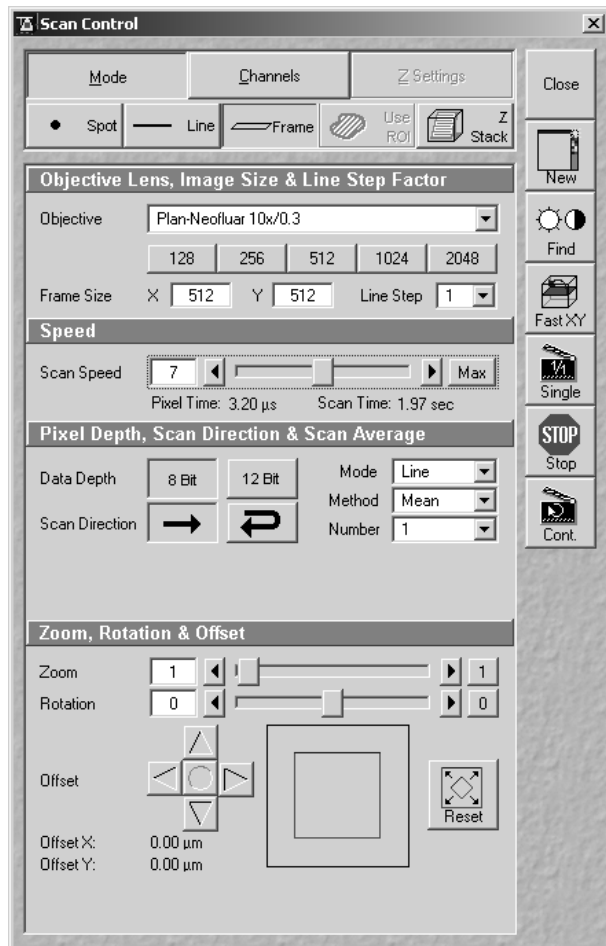 Scan Control
Mode Channels Z Settings Close
Spot Line Frame Use ROI Z Stack
New
Objective Lens, Image Size & Line Step Factor
Objective Plan-Neofluar 10x/0.3
Find
128 256 512 1024 2048
Frame Size X 512 Y 512 Line Step 1
Fast XY
Speed
Scan Speed 7 Max
1/1
Single
Pixel Time: 3.20 µs Scan Time: 1.97 sec
Pixel Depth, Scan Direction & Scan Average
STOP
Stop
Data Depth 8 Bit 12 Bit Mode Line
Method Mean
Scan Direction Number 1
Cont.
Zoom, Rotation & Offset
Zoom 1 1
Rotation 0 0
Offset
Reset
Offset X: 0.00 µm
Offset Y: 0.00 µm